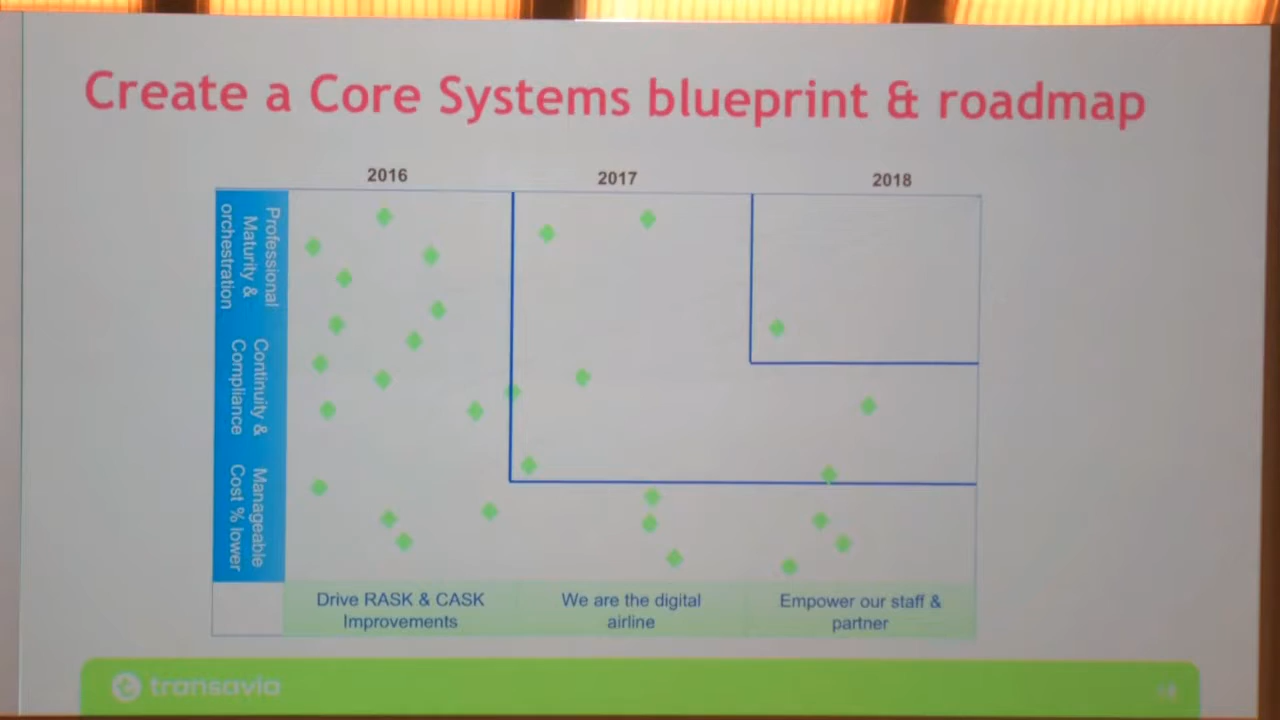 Create a Core Systems blueprint & roadmap
2016
2017
2018
Professional
Maturity &
orchestration
Continuity &
Compliance
Manageable
Cost % lower
Drive RASK & CASK
Improvements
We are the digital
airline
Empower our staff &
partner
transavia